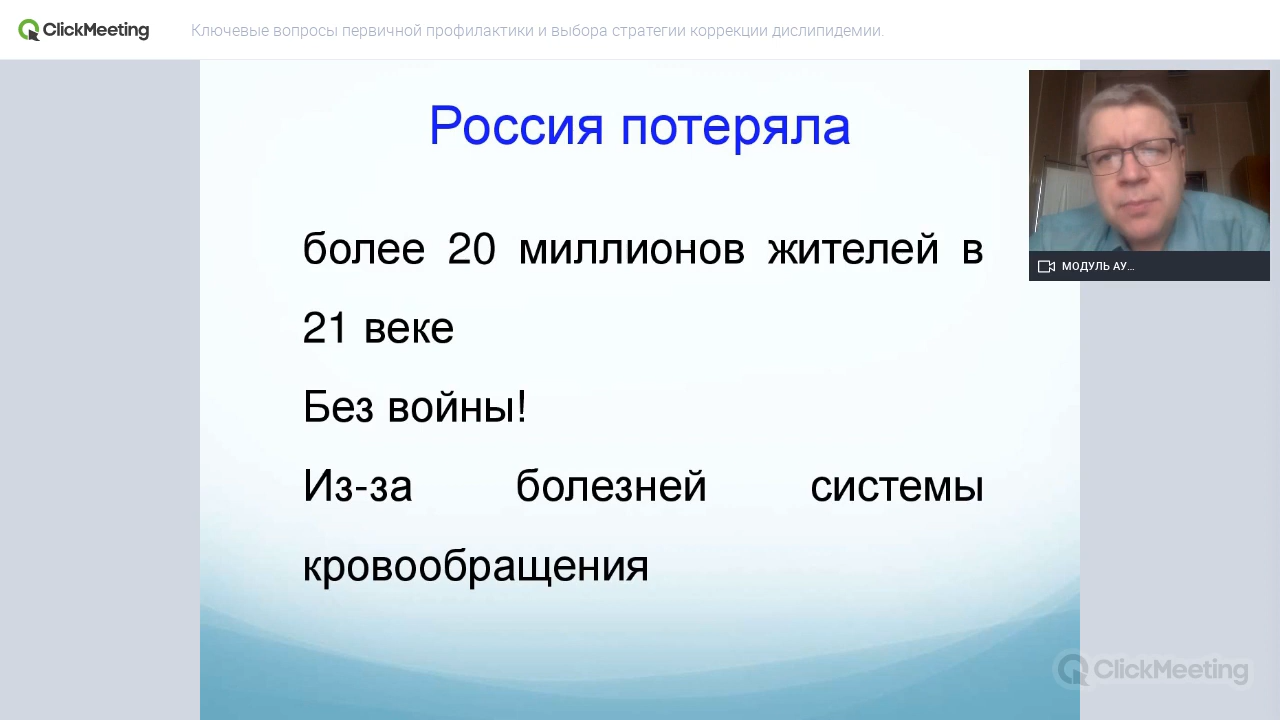 ClickMeeting
Ключевые вопросы первичной профилактики и выбора стратегии коррекции дислипидемии.
Россия потеряла
более 20 миллионов жителей в
21 веке
Без войны!
Из-за болезней системы
кровообращения
МОДУЛЬ АУ...
ClickMeeting